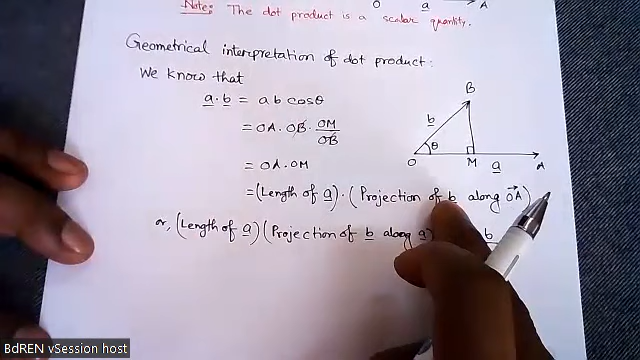 O a A
Note: The dot product is a scalar quantity.
Geometrical interpretation of dot product:
We know that
a · b = a b cosθ
= OA · OB · OM/OB
= OA · OM
= (Length of a) · (Projection of b along OA)
or, (Length of a)(Projection of b along a) b
B
b
θ
O M a A
BdREN vSession host